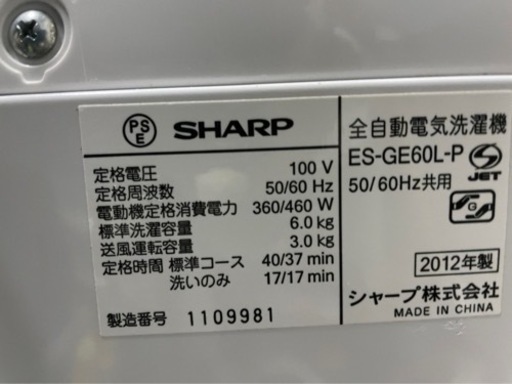 PS
E
SHARP
定格電圧 100 V
定格周波数 50/60 Hz
電動機定格消費電力 360/460 W
標準洗濯容量 6.0kg
送風運転容量 3.0kg
定格時間 標準コース 40/37 min
洗いのみ 17/17 min
製造番号 1109981
全自動電気洗濯機
ES-GE60L-P
S
JET
50/60Hz共用
G
2012年製
シャープ株式会社
MADE IN CHINA